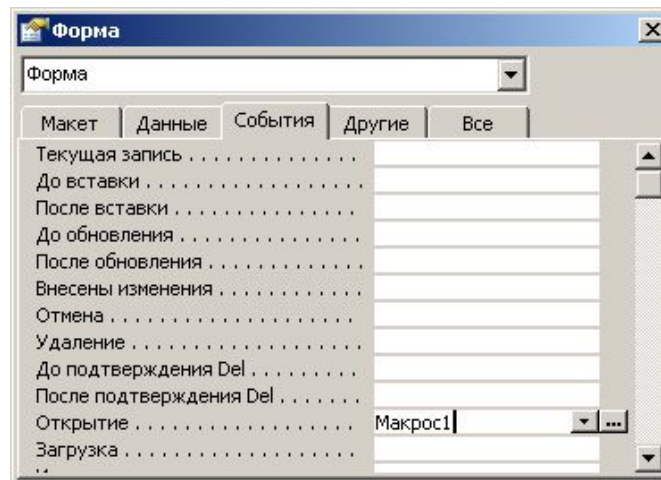 Форма
Форма
Макет Данные События Другие Все
Текущая запись . . . . . . . . . . . . . .
До вставки . . . . . . . . . . . . . . . . . .
После вставки . . . . . . . . . . . . . . .
До обновления . . . . . . . . . . . . . . .
После обновления . . . . . . . . . . . .
Внесены изменения . . . . . . . . . . .
Отмена . . . . . . . . . . . . . . . . . . . .
Удаление . . . . . . . . . . . . . . . . . . .
До подтверждения Del . . . . . . . . .
После подтверждения Del . . . . . . .
Открытие . . . . . . . . . . . . . . . . . . Макрос1 ...
Загрузка . . . . . . . . . . . . . . . . . . .